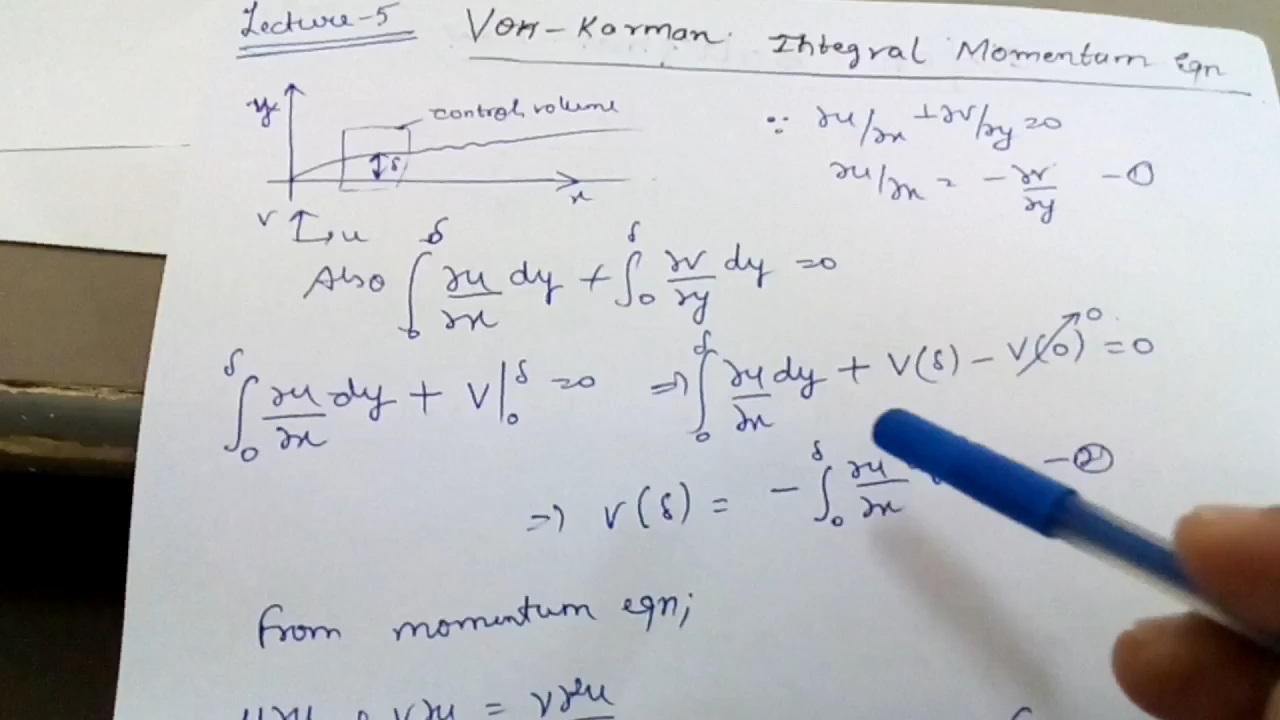 Lecture-5 Von-Karman Integral Momentum Eqn
y
control volume
δ
x
v
u
∵ ∂u/∂x + ∂v/∂y = 0
∂u/∂x = - ∂v/∂y - ①
Also ∫₀^δ ∂u/∂x dy + ∫₀^δ ∂v/∂y dy = 0
∫₀^δ ∂u/∂x dy + V|₀^δ = 0 ⇒ ∫₀^δ ∂u/∂x dy + V(δ) - V(0)↗0 = 0
⇒ V(δ) = - ∫₀^δ ∂u/∂x - ②
from momentum eqn;